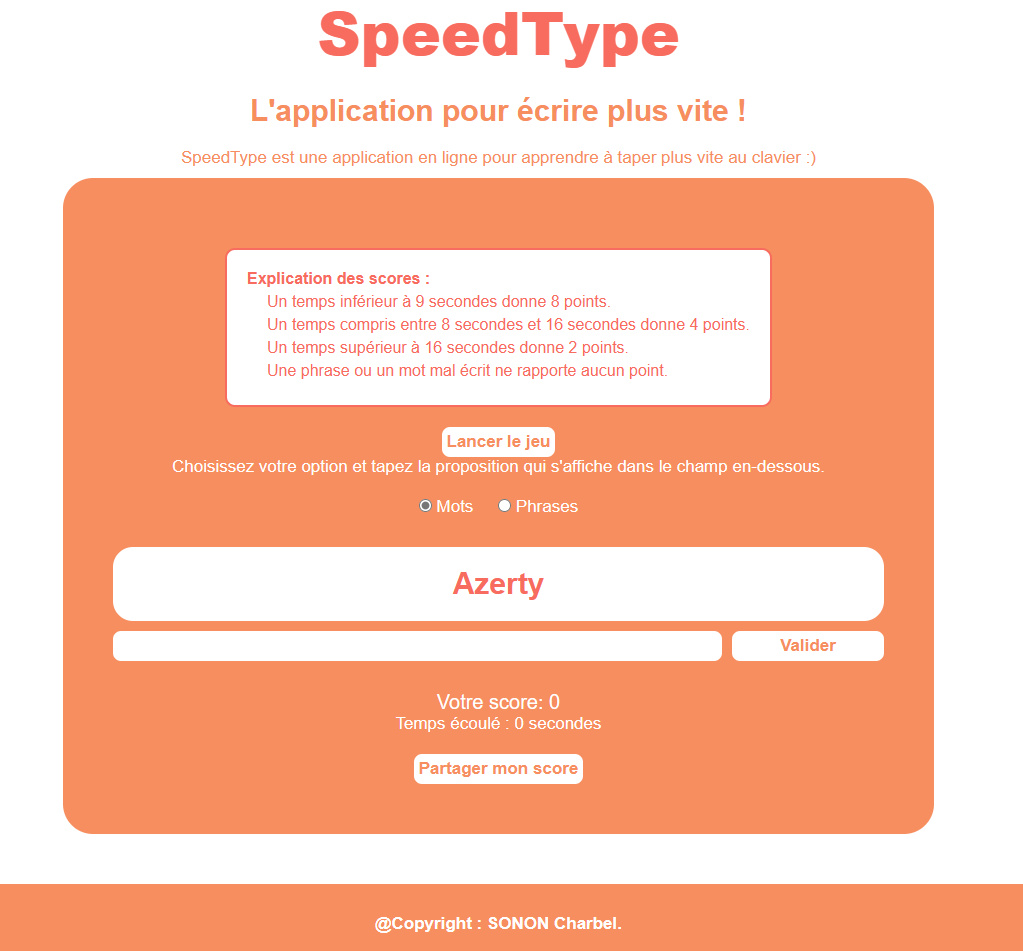 SpeedType
L'application pour écrire plus vite !
SpeedType est une application en ligne pour apprendre à taper plus vite au clavier :)
Explication des scores :
Un temps inférieur à 9 secondes donne 8 points.
Un temps compris entre 8 secondes et 16 secondes donne 4 points.
Un temps supérieur à 16 secondes donne 2 points.
Une phrase ou un mot mal écrit ne rapporte aucun point.
Lancer le jeu
Choisissez votre option et tapez la proposition qui s'affiche dans le champ en-dessous.
Mots Phrases
Azerty
Valider
Votre score: 0
Temps écoulé : 0 secondes
Partager mon score
@Copyright : SONON Charbel.